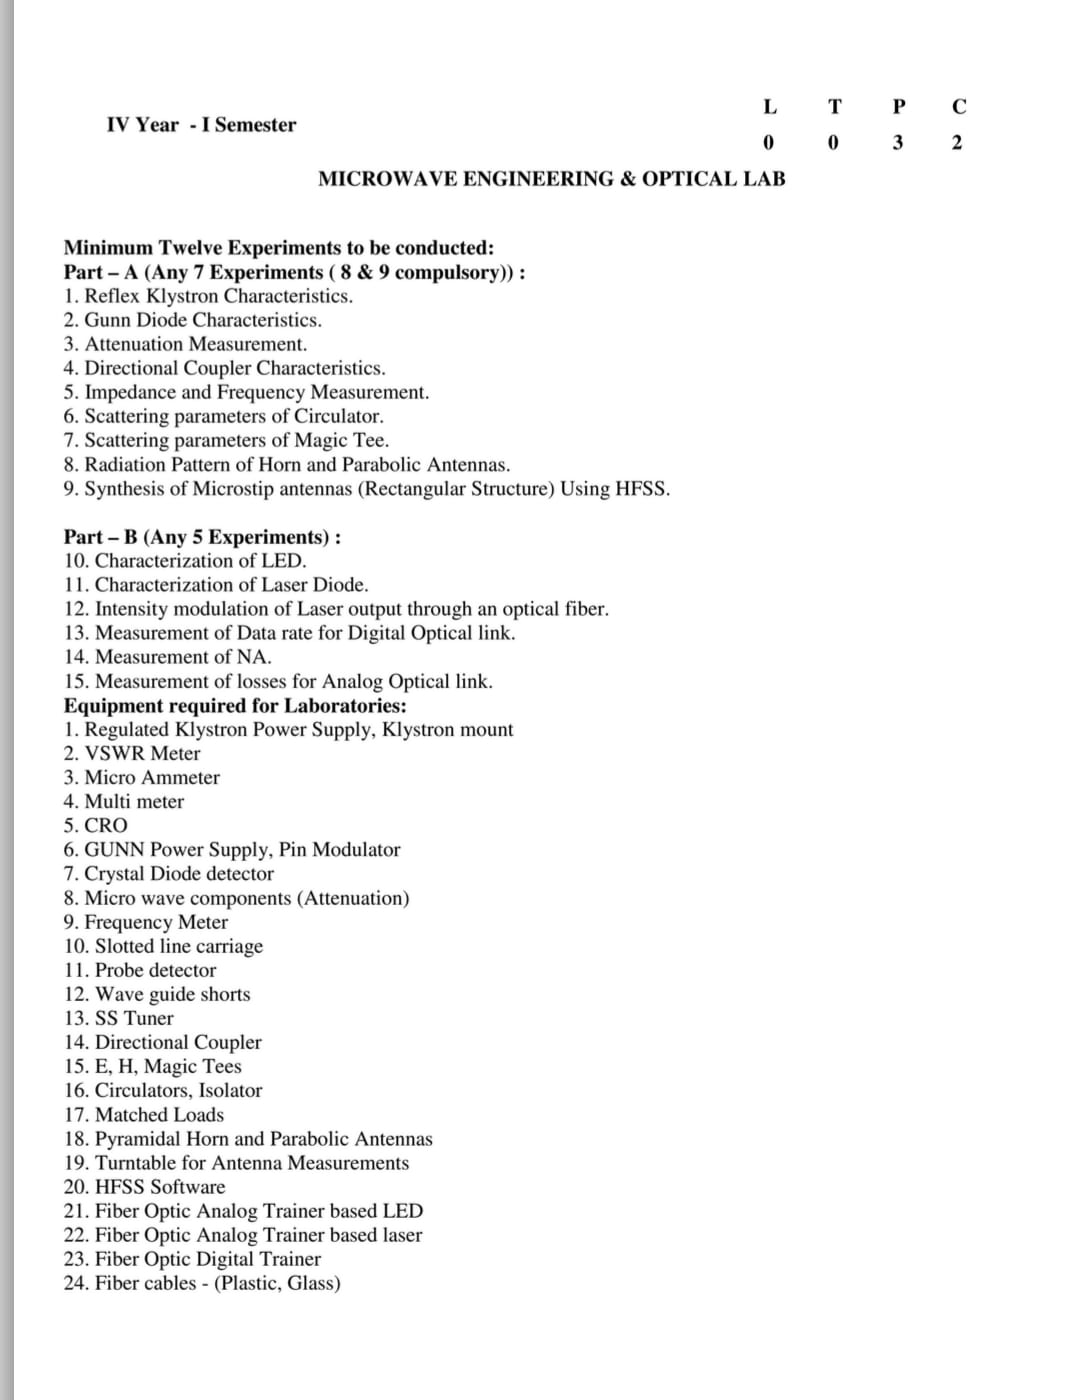 L T P C
IV Year - I Semester
0 0 3 2
MICROWAVE ENGINEERING & OPTICAL LAB
Minimum Twelve Experiments to be conducted:
Part – A (Any 7 Experiments ( 8 & 9 compulsory)) :
1. Reflex Klystron Characteristics.
2. Gunn Diode Characteristics.
3. Attenuation Measurement.
4. Directional Coupler Characteristics.
5. Impedance and Frequency Measurement.
6. Scattering parameters of Circulator.
7. Scattering parameters of Magic Tee.
8. Radiation Pattern of Horn and Parabolic Antennas.
9. Synthesis of Microstip antennas (Rectangular Structure) Using HFSS.
Part – B (Any 5 Experiments) :
10. Characterization of LED.
11. Characterization of Laser Diode.
12. Intensity modulation of Laser output through an optical fiber.
13. Measurement of Data rate for Digital Optical link.
14. Measurement of NA.
15. Measurement of losses for Analog Optical link.
Equipment required for Laboratories:
1. Regulated Klystron Power Supply, Klystron mount
2. VSWR Meter
3. Micro Ammeter
4. Multi meter
5. CRO
6. GUNN Power Supply, Pin Modulator
7. Crystal Diode detector
8. Micro wave components (Attenuation)
9. Frequency Meter
10. Slotted line carriage
11. Probe detector
12. Wave guide shorts
13. SS Tuner
14. Directional Coupler
15. E, H, Magic Tees
16. Circulators, Isolator
17. Matched Loads
18. Pyramidal Horn and Parabolic Antennas
19. Turntable for Antenna Measurements
20. HFSS Software
21. Fiber Optic Analog Trainer based LED
22. Fiber Optic Analog Trainer based laser
23. Fiber Optic Digital Trainer
24. Fiber cables - (Plastic, Glass)